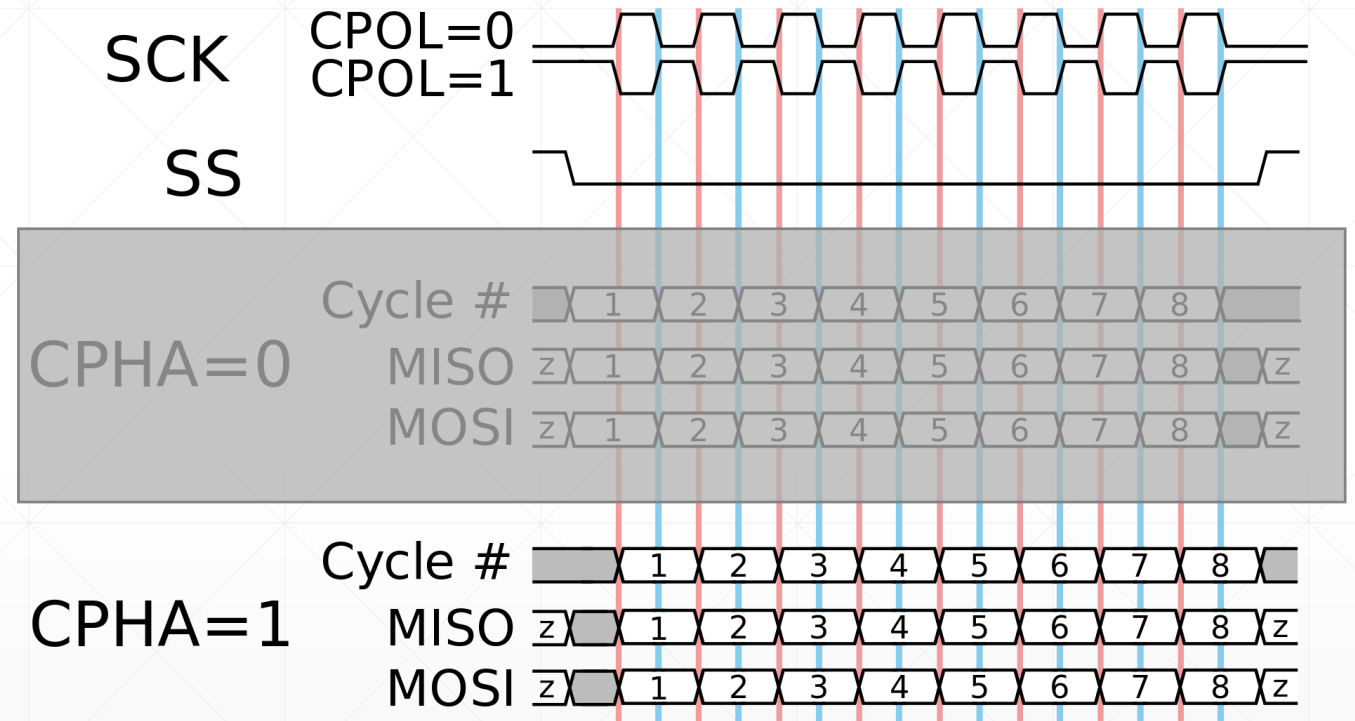 SCK CPOL=0
CPOL=1
SS
Cycle # 1 2 3 4 5 6 7 8
CPHA=0 MISO z 1 2 3 4 5 6 7 8 z
MOSI z 1 2 3 4 5 6 7 8 z
Cycle # 1 2 3 4 5 6 7 8
CPHA=1 MISO z 1 2 3 4 5 6 7 8 z
MOSI z 1 2 3 4 5 6 7 8 z